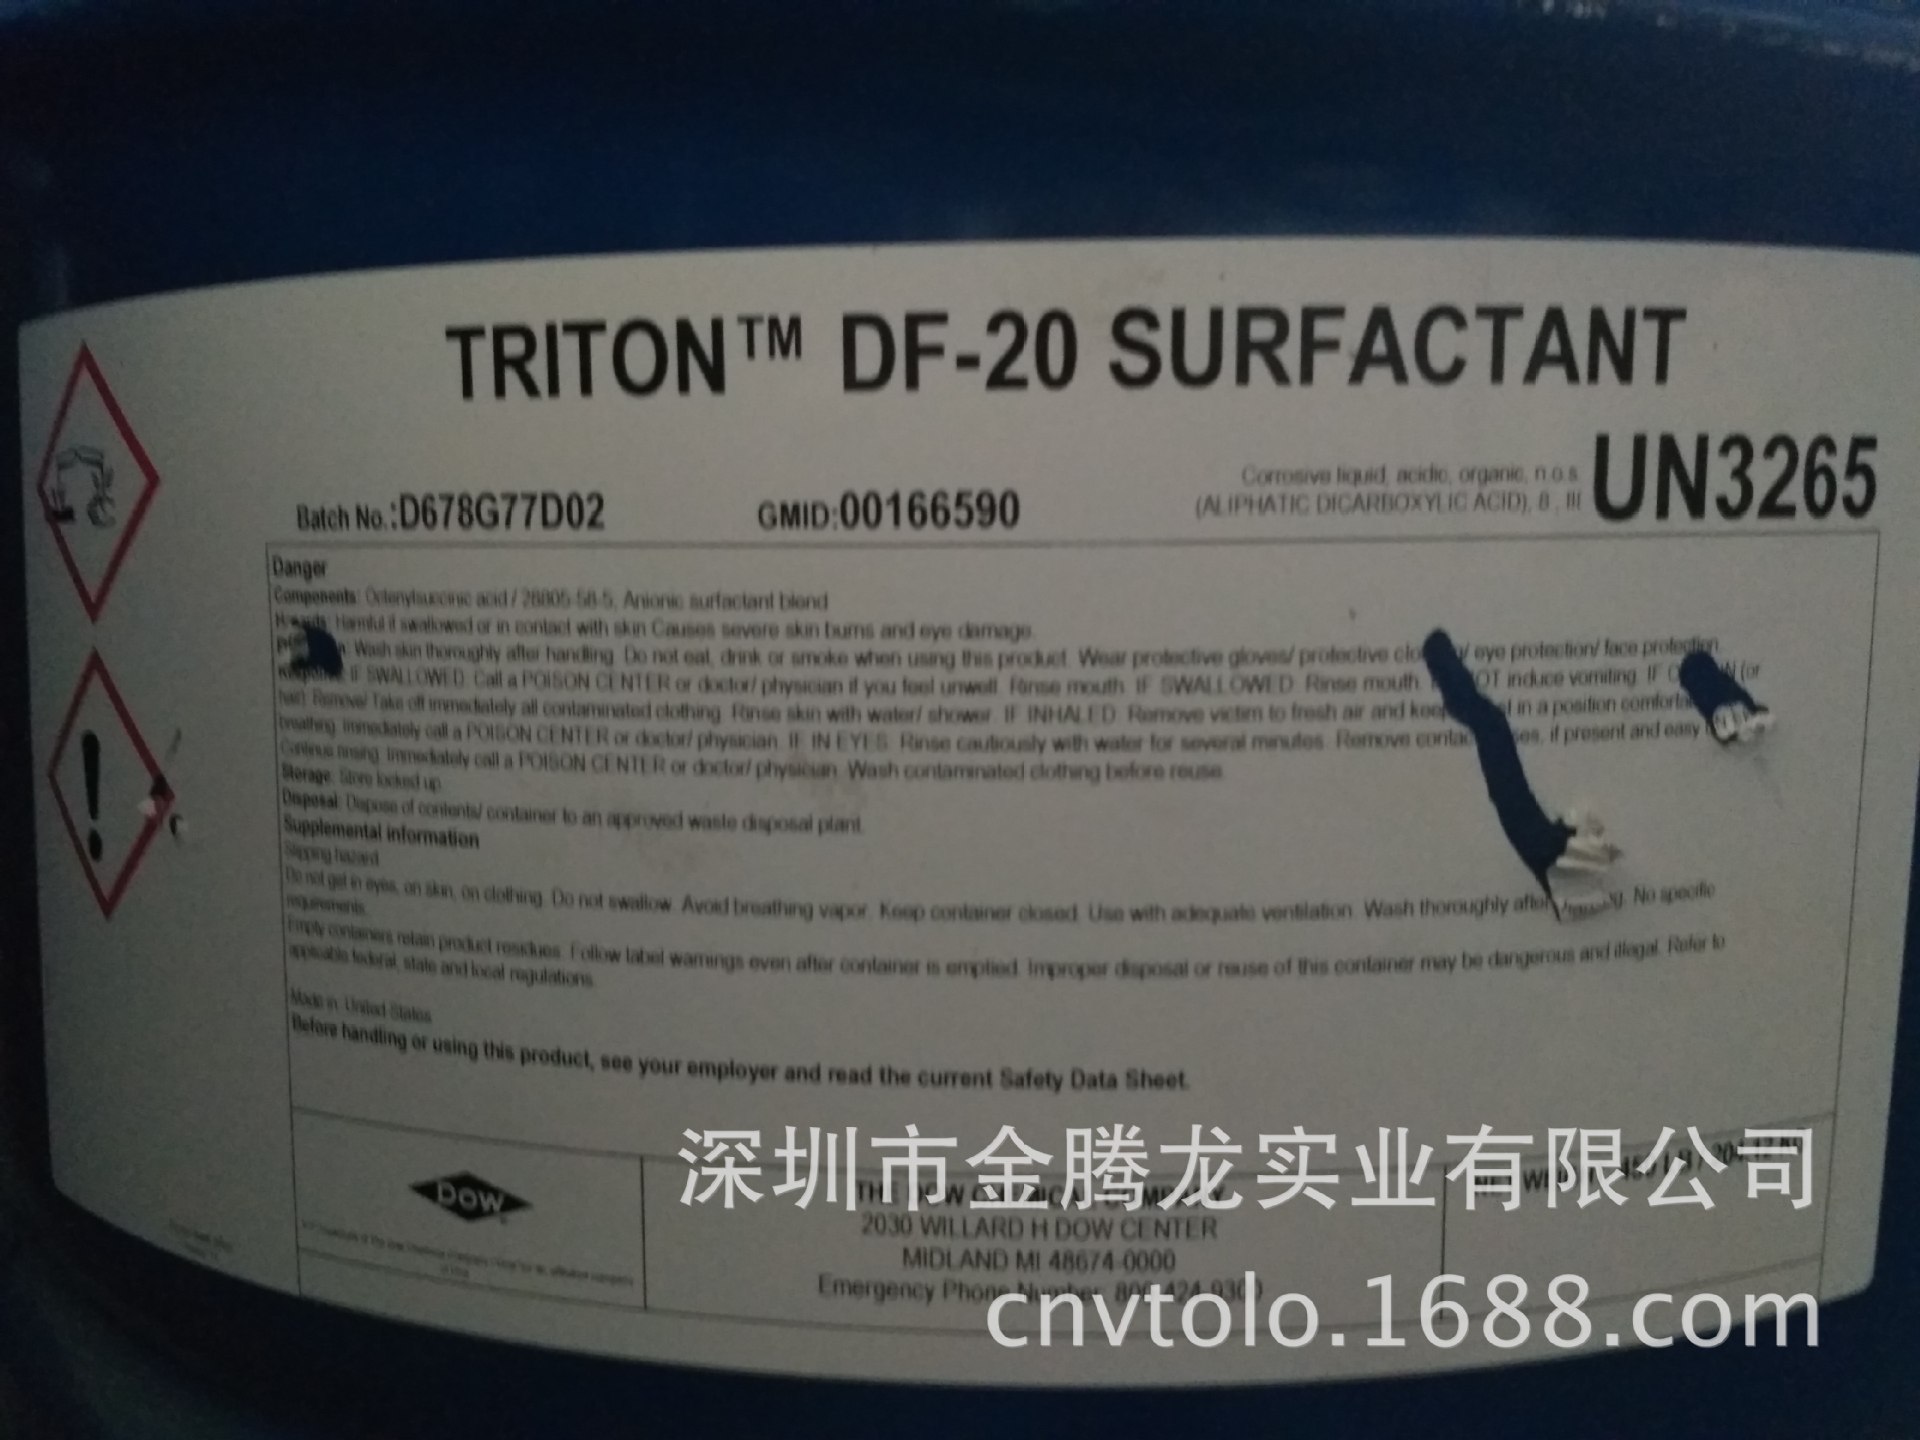 TRITON™ DF-20 SURFACTANT
Corrosive liquid, acidic, organic, n.o.s.
(ALIPHATIC DICARBOXYLIC ACID), 8 , III
UN3265
Batch No.:D678G77D02 GMID:00166590
Danger
Components: Octenylsuccinic acid / 28805-58-5, Anionic surfactant blend
Harmful if swallowed or in contact with skin Causes severe skin burns and eye damage.
Wash skin thoroughly after handling. Do not eat, drink or smoke when using this product. Wear protective gloves/ protective eye protection/ face protection.
Response: IF SWALLOWED: Call a POISON CENTER or doctor/ physician if you feel unwell. Rinse mouth. IF SWALLOWED: Rinse mouth. induce vomiting. IF (or
hair): Remove/ Take off immediately all contaminated clothing. Rinse skin with water/ shower. IF INHALED: Remove victim to fresh air and keep in a position
breathing. Immediately call a POISON CENTER or doctor/ physician. IF IN EYES: Rinse cautiously with water for several minutes. Remove if present and easy
Continue rinsing. Immediately call a POISON CENTER or doctor/ physician. Wash contaminated clothing before reuse.
Storage: Store locked up.
Disposal: Dispose of contents/ container to an approved waste disposal plant.
Supplemental information
Slipping hazard
Do not get in eyes, on skin, on clothing. Do not swallow. Avoid breathing vapor. Keep container closed. Use with adequate ventilation. Wash thoroughly after No specific
requirements.
Empty containers retain product residues. Follow label warnings even after container is emptied. Improper disposal or reuse of this container may be dangerous and illegal. Refer to
applicable federal, state and local regulations.
Made in: United States
Before handling or using this product, see your employer and read the current Safety Data Sheet.
深圳市金腾龙实业有限公司
DOW
THE DOW CHEMICAL COMPANY
2030 WILLARD H DOW CENTER
MIDLAND MI 48674-0000
Emergency Phone Number: 800-424-9300
cnvtolo.1688.com